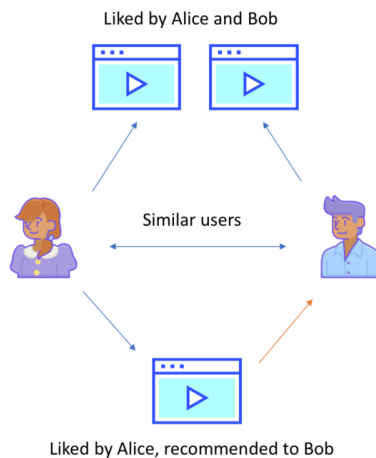 Liked by Alice and Bob
Similar users
Liked by Alice, recommended to Bob